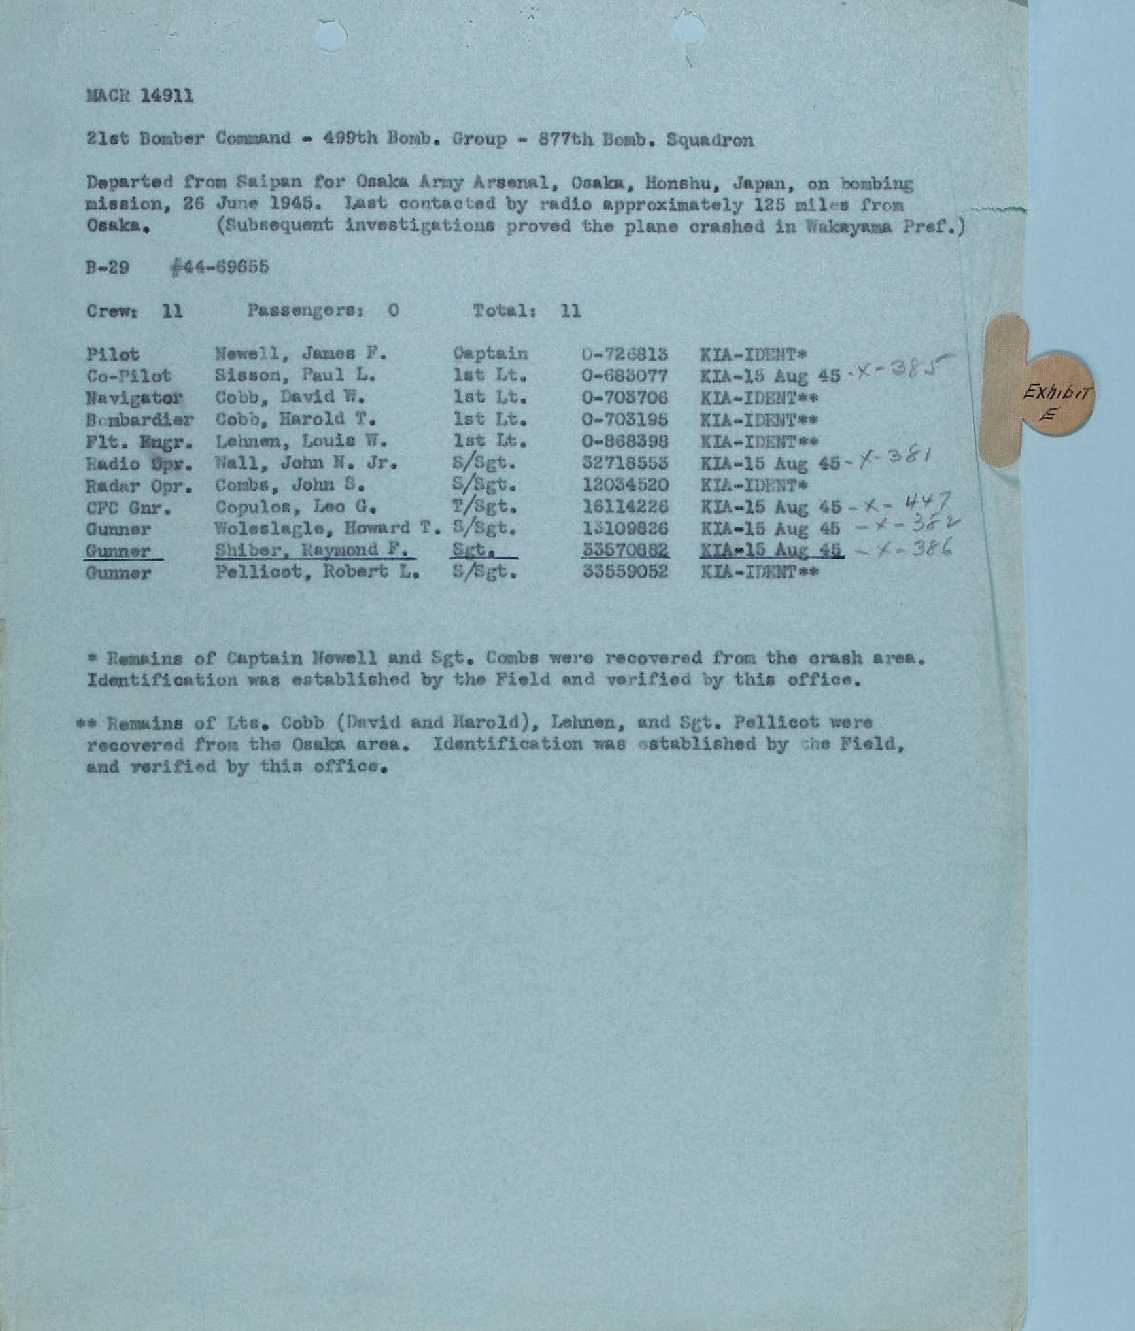 MACR 14911
21st Bomber Command - 499th Bomb. Group - 877th Bomb. Squadron
Departed from Saipan for Osaka Army Arsenal, Osaka, Honshu, Japan, on bombing
mission, 26 June 1945. Last contacted by radio approximately 125 miles from
Osaka. (Subsequent investigations proved the plane crashed in Wakayama Pref.)
B-29 #44-69655
Crew: 11 Passengers: 0 Total: 11
Pilot Newell, James F. Captain 0-726813 KIA-IDENT*
Co-Pilot Sisson, Paul L. 1st Lt. 0-683077 KIA-15 Aug 45 -X-385
Navigator Cobb, David W. 1st Lt. 0-703706 KIA-IDENT**
Bombardier Cobb, Harold T. 1st Lt. 0-703195 KIA-IDENT**
Flt. Engr. Lehnen, Louis W. 1st Lt. 0-868398 KIA-IDENT**
Radio Opr. Wall, John N. Jr. S/Sgt. 32718553 KIA-15 Aug 45 -X-381
Radar Opr. Combs, John S. S/Sgt. 12034520 KIA-IDENT*
CFC Gnr. Copulos, Leo G. T/Sgt. 16114226 KIA-15 Aug 45 -X-447
Gunner Woleslagle, Howard T. S/Sgt. 13109826 KIA-15 Aug 45 -X-382
Gunner Shiber, Raymond F. Sgt. 33570882 KIA-15 Aug 45 -X-386
Gunner Pellicot, Robert L. S/Sgt. 33559052 KIA-IDENT**
Exhibit
E
* Remains of Captain Newell and Sgt. Combs were recovered from the crash area.
Identification was established by the Field and verified by this office.
** Remains of Lts. Cobb (David and Harold), Lehnen, and Sgt. Pellicot were
recovered from the Osaka area. Identification was established by the Field,
and verified by this office.